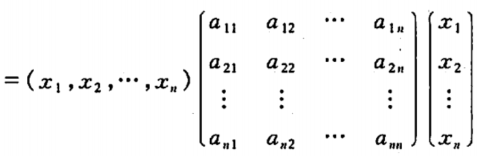 = ( x₁ , x₂ , ⋯ , xₙ ) ( a₁₁ a₁₂ ⋯ a₁ₙ ) ( x₁ )
( a₂₁ a₂₂ ⋯ a₂ₙ ) ( x₂ )
( ⋮ ⋮ ⋮ ) ( ⋮ )
( aₙ₁ aₙ₂ ⋯ aₙₙ ) ( xₙ )